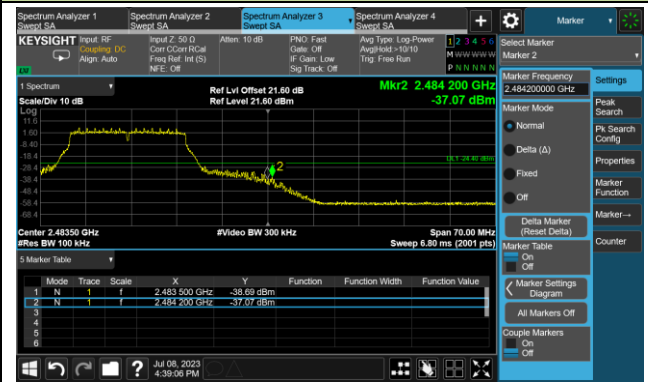 Spectrum Analyzer 1
Swept SA
Spectrum Analyzer 2
Swept SA
Spectrum Analyzer 3
Swept SA
Spectrum Analyzer 4
Swept SA
Marker
KEYSIGHT
Input: RF
Coupling: DC
Align: Auto
Input Z: 50 Ω
Corr CCorr RCal
Freq Ref: Int (S)
NFE: Off
Atten: 10 dB
PNO: Fast
Gate: Off
IF Gain: Low
Sig Track: Off
Avg Type: Log-Power
Avg|Hold:>10/10
Trig: Free Run
1 2 3 4 5 6
M W W W W W
P N N N N N
Select Marker
Marker 2
1 Spectrum
Scale/Div 10 dB
Log
Ref Lvl Offset 21.60 dB
Ref Level 21.60 dBm
Mkr2 2.484 200 GHz
-37.07 dBm
11.6
1.60
-8.40
-18.4
-28.4
-38.4
-48.4
-58.4
-68.4
DL1 -24.40 dBm
2
Center 2.48350 GHz
#Res BW 100 kHz
#Video BW 300 kHz
Span 70.00 MHz
Sweep 6.80 ms (2001 pts)
5 Marker Table
Mode Trace Scale X Y Function Function Width Function Value
1 N 1 f 2.483 500 GHz -38.69 dBm
2 N 1 f 2.484 200 GHz -37.07 dBm
3
4
5
6
Marker Frequency
2.484200000 GHz
Marker Mode
Normal
Delta (Δ)
Fixed
Off
Delta Marker
(Reset Delta)
Marker Table
On
Off
Marker Settings
Diagram
All Markers Off
Couple Markers
On
Off
Settings
Peak
Search
Pk Search
Config
Properties
Marker
Function
Marker→
Counter
Jul 08, 2023
4:39:06 PM